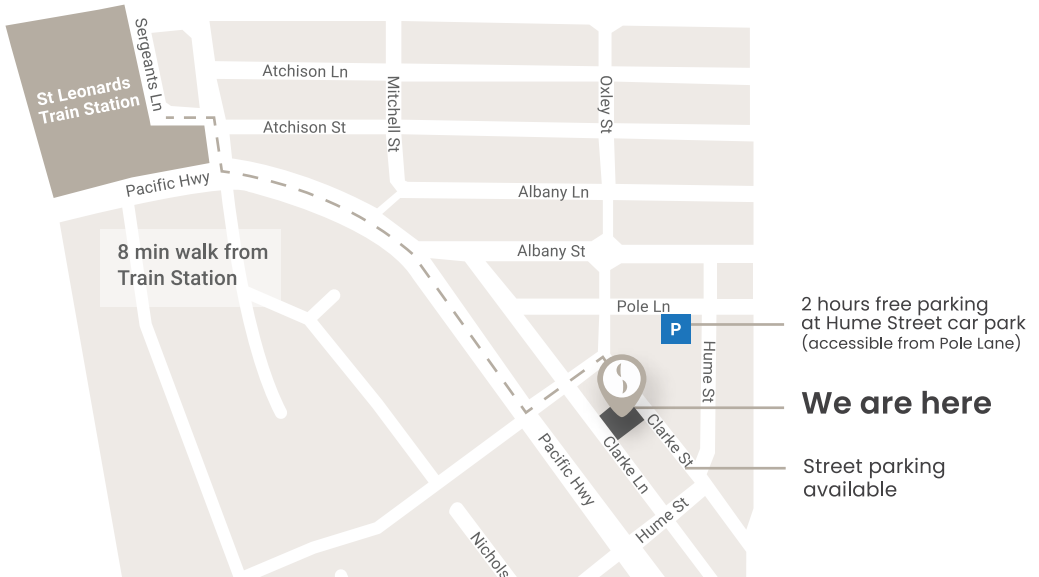 Sergeants Ln
St Leonards
Train Station
Atchison Ln
Mitchell St
Oxley St
Atchison St
Pacific Hwy
Albany Ln
8 min walk from
Train Station
Albany St
Pole Ln
P
2 hours free parking
at Hume Street car park
(accessible from Pole Lane)
Hume St
We are here
Clarke St
Clarke Ln
Pacific Hwy
Street parking
available
Hume St
Nichols